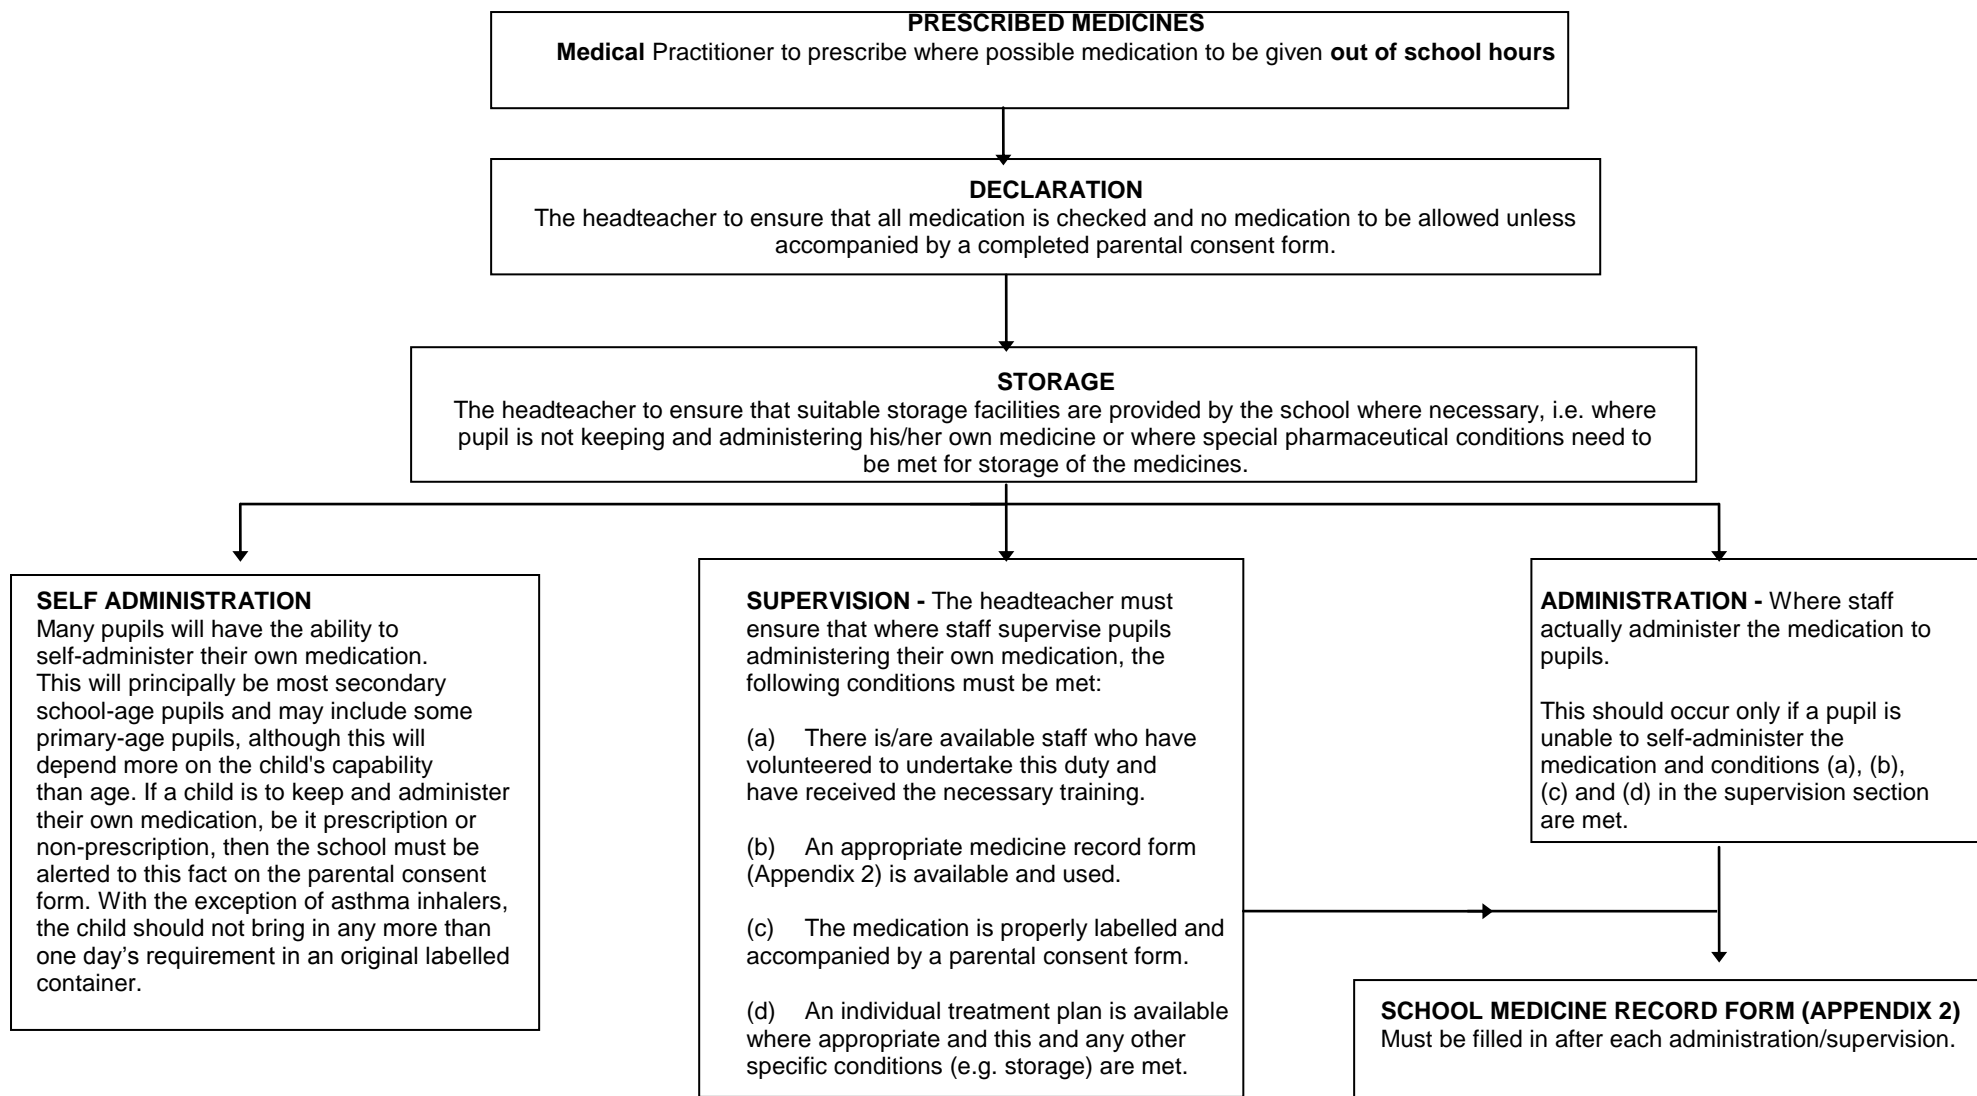 PRESCRIBED MEDICINES
Medical Practitioner to prescribe where possible medication to be given out of school hours
DECLARATION
The headteacher to ensure that all medication is checked and no medication to be allowed unless
accompanied by a completed parental consent form.
STORAGE
The headteacher to ensure that suitable storage facilities are provided by the school where necessary, i.e. where
pupil is not keeping and administering his/her own medicine or where special pharmaceutical conditions need to
be met for storage of the medicines.
SELF ADMINISTRATION
Many pupils will have the ability to
self-administer their own medication.
This will principally be most secondary
school-age pupils and may include some
primary-age pupils, although this will
depend more on the child's capability
than age. If a child is to keep and administer
their own medication, be it prescription or
non-prescription, then the school must be
alerted to this fact on the parental consent
form. With the exception of asthma inhalers,
the child should not bring in any more than
one day’s requirement in an original labelled
container.
SUPERVISION - The headteacher must
ensure that where staff supervise pupils
administering their own medication, the
following conditions must be met:
(a) There is/are available staff who have
volunteered to undertake this duty and
have received the necessary training.
(b) An appropriate medicine record form
(Appendix 2) is available and used.
(c) The medication is properly labelled and
accompanied by a parental consent form.
(d) An individual treatment plan is available
where appropriate and this and any other
specific conditions (e.g. storage) are met.
ADMINISTRATION - Where staff
actually administer the medication to
pupils.
This should occur only if a pupil is
unable to self-administer the
medication and conditions (a), (b),
(c) and (d) in the supervision section
are met.
SCHOOL MEDICINE RECORD FORM (APPENDIX 2)
Must be filled in after each administration/supervision.